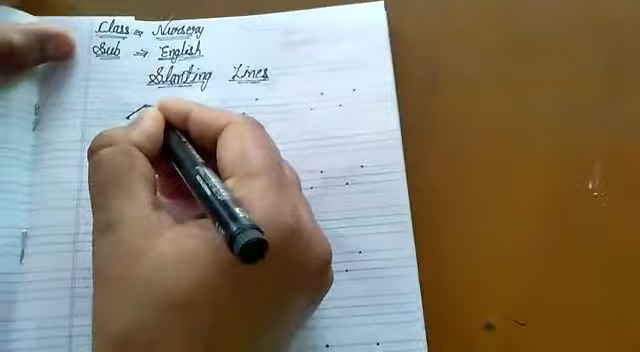 Class → Nursery
Sub → English
Slanting Lines